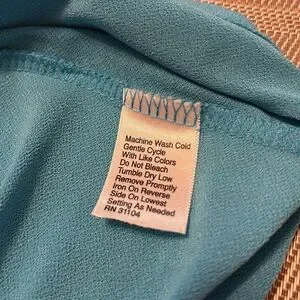 Machine Wash Cold
Gentle Cycle
With Like Colors
Do Not Bleach
Tumble Dry Low
Remove Promptly
Iron On Reverse
Side On Lowest
Setting As Needed
RN 31104